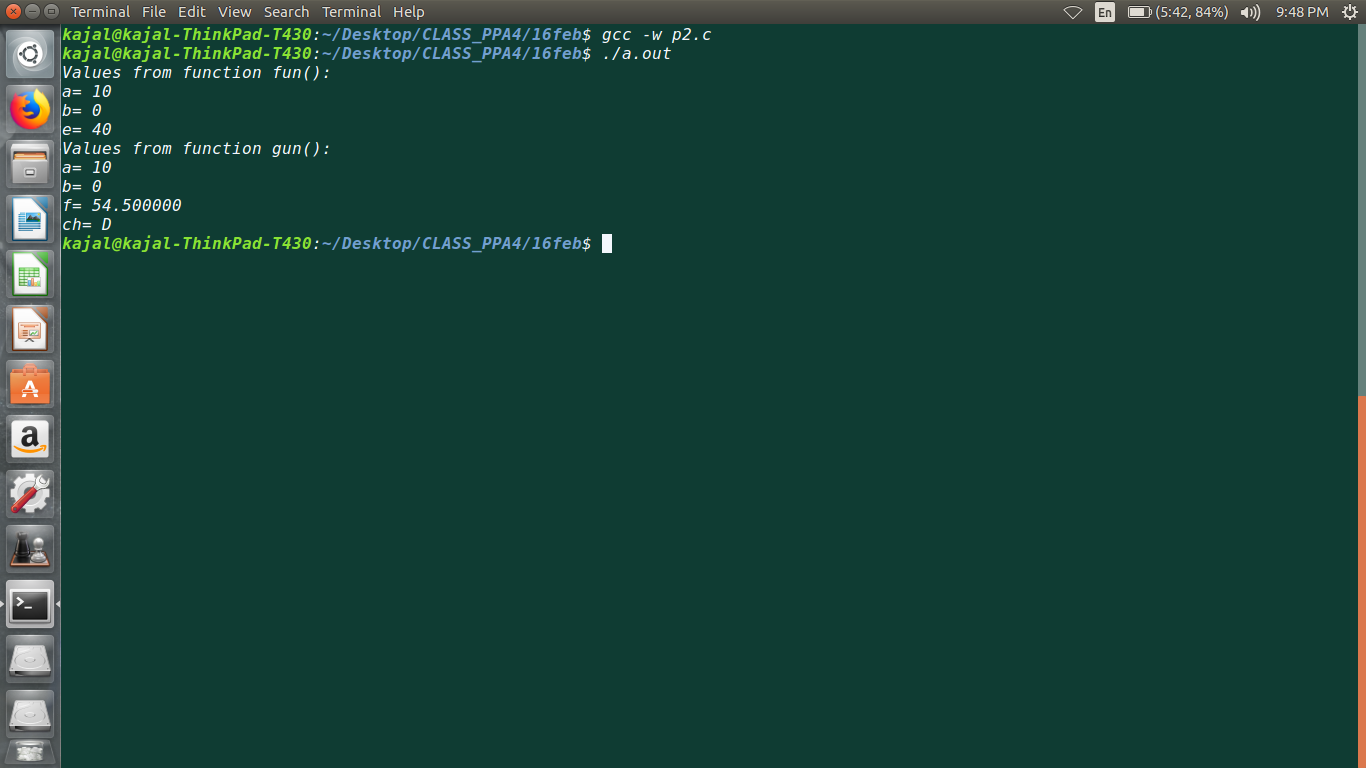 Terminal File Edit View Search Terminal Help En (5:42, 84%) 9:48 PM
kajal@kajal-ThinkPad-T430:~/Desktop/CLASS_PPA4/16feb$ gcc -w p2.c
kajal@kajal-ThinkPad-T430:~/Desktop/CLASS_PPA4/16feb$ ./a.out
Values from function fun():
a= 10
b= 0
e= 40
Values from function gun():
a= 10
b= 0
f= 54.500000
ch= D
kajal@kajal-ThinkPad-T430:~/Desktop/CLASS_PPA4/16feb$